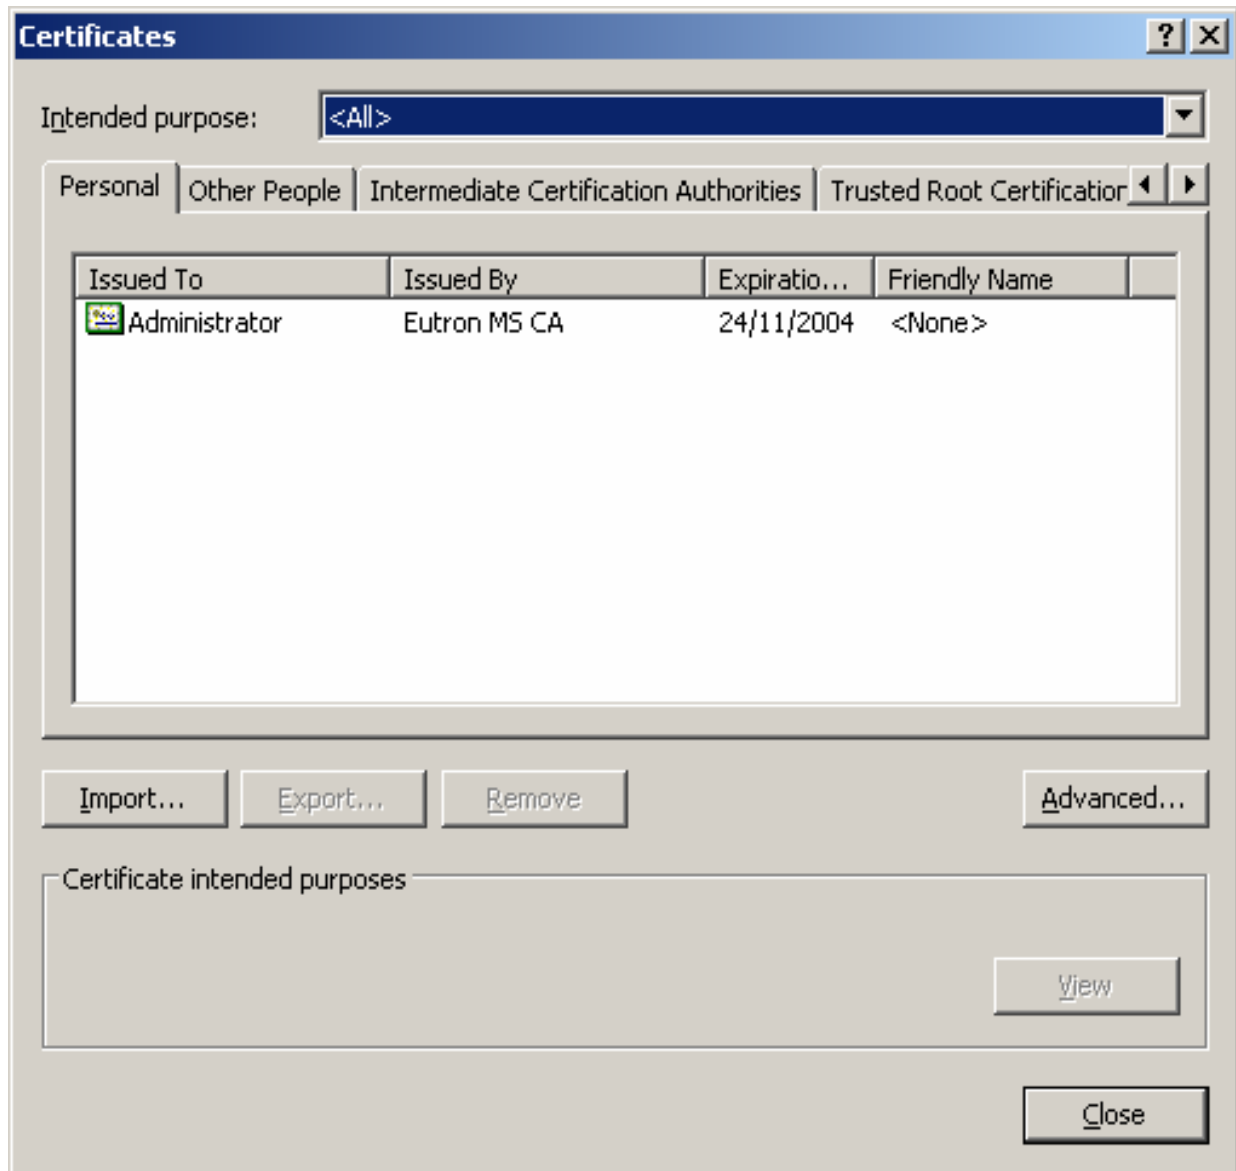 Certificates
Intended purpose: <All>
Personal Other People Intermediate Certification Authorities Trusted Root Certification
Issued To Issued By Expiratio... Friendly Name
Administrator Eutron MS CA 24/11/2004 <None>
Import... Export... Remove Advanced...
Certificate intended purposes
View
Close